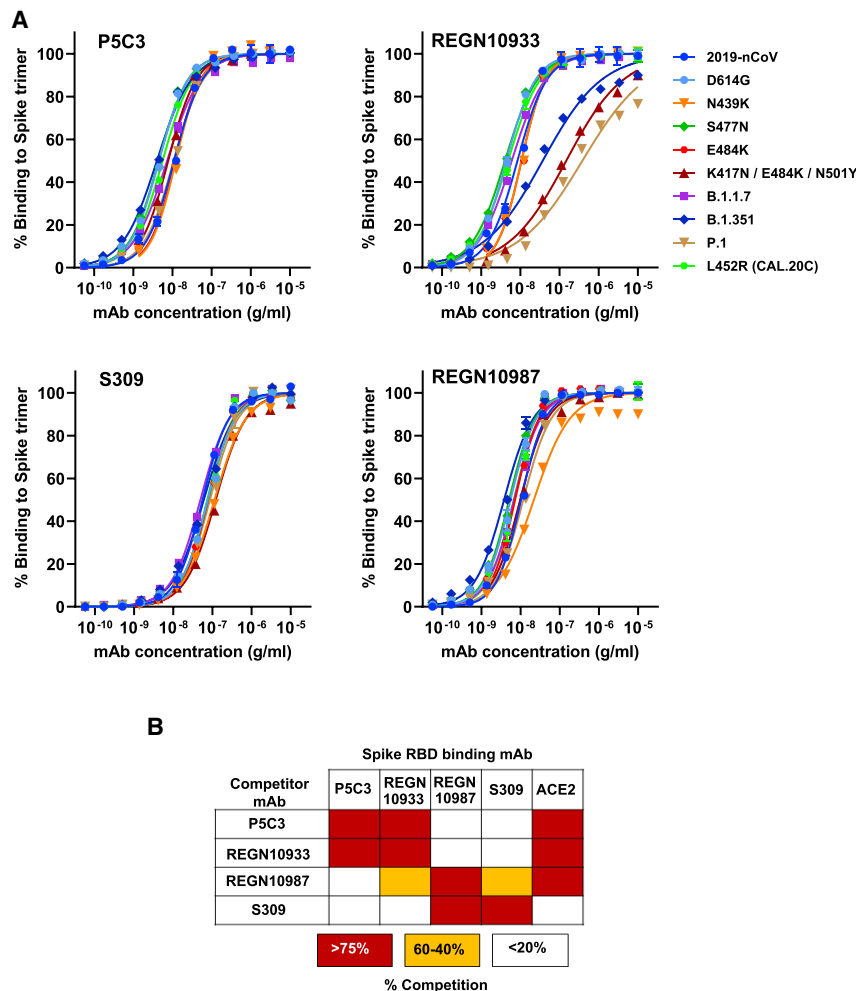 A
P5C3
% Binding to Spike trimer
100
80
60
40
20
0
10-10 10-9 10-8 10-7 10-6 10-5
mAb concentration (g/ml)
REGN10933
% Binding to Spike trimer
100
80
60
40
20
0
10-10 10-9 10-8 10-7 10-6 10-5
mAb concentration (g/ml)
2019-nCoV
D614G
N439K
S477N
E484K
K417N / E484K / N501Y
B.1.1.7
B.1.351
P.1
L452R (CAL.20C)
S309
% Binding to Spike trimer
100
80
60
40
20
0
10-10 10-9 10-8 10-7 10-6 10-5
mAb concentration (g/ml)
REGN10987
% Binding to Spike trimer
100
80
60
40
20
0
10-10 10-9 10-8 10-7 10-6 10-5
mAb concentration (g/ml)
B
Spike RBD binding mAb
Competitor
mAb
P5C3
REGN
10933
REGN
10987
S309
ACE2
P5C3
REGN10933
REGN10987
S309
>75%
60-40%
<20%
% Competition